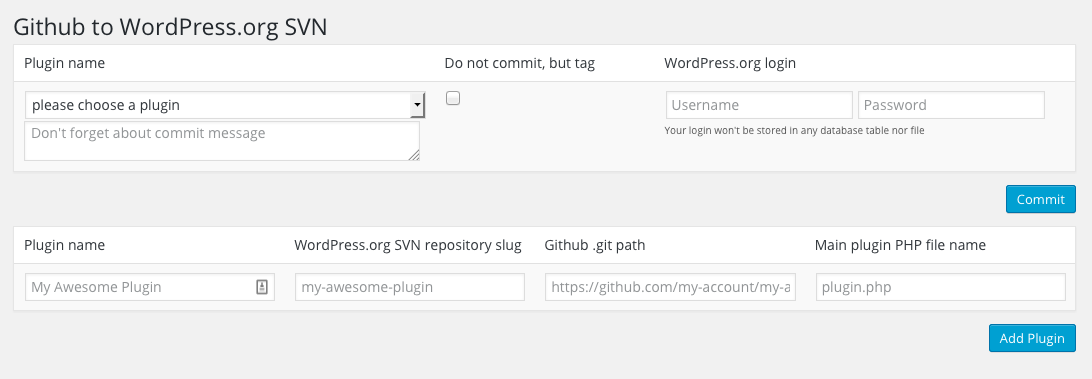 Github to WordPress.org SVN
Plugin name Do not commit, but tag WordPress.org login
please choose a plugin Username Password
Don't forget about commit message Your login won't be stored in any database table nor file
Commit
Plugin name WordPress.org SVN repository slug Github .git path Main plugin PHP file name
My Awesome Plugin my-awesome-plugin https://github.com/my-account/my-a plugin.php
Add Plugin